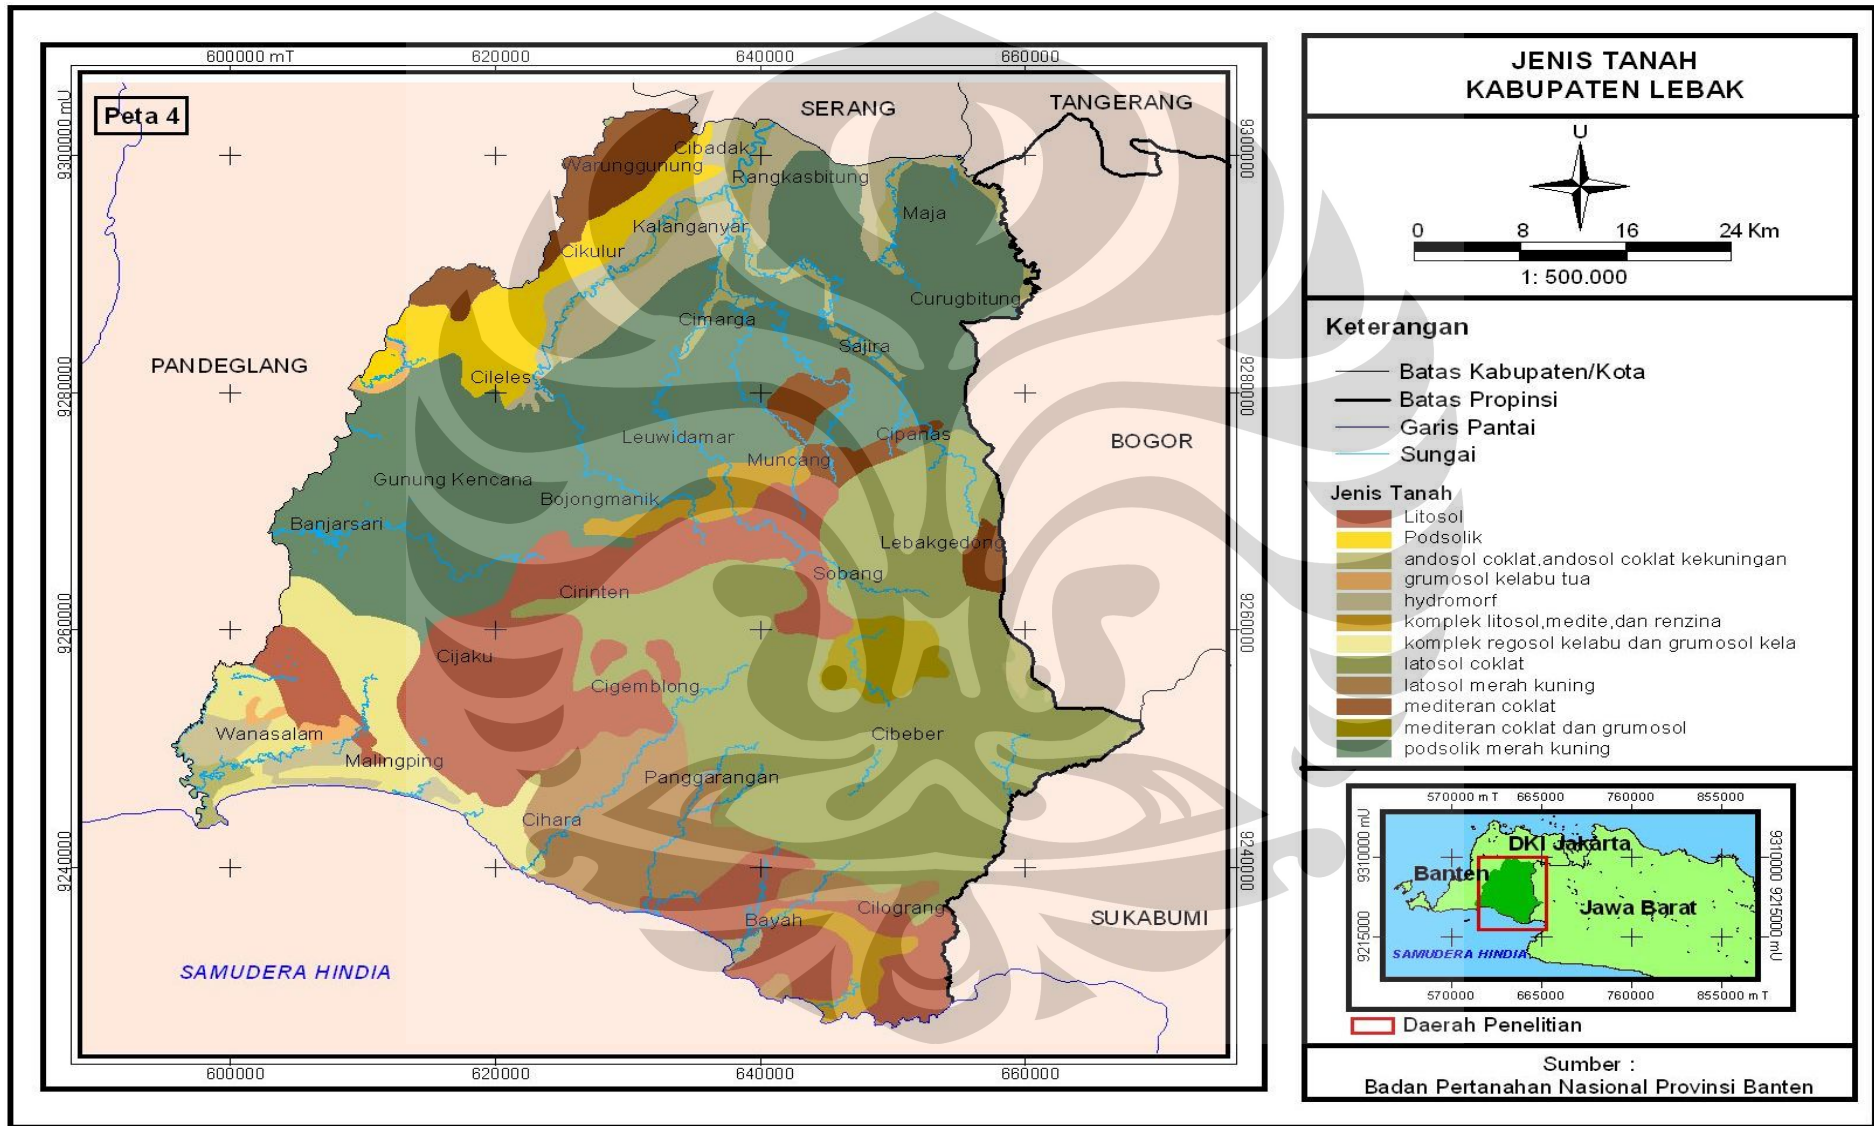 Peta 4
600000 mT 620000 640000 660000
9300000 mU
9280000
9260000
9240000
9300000
9280000
9260000
9240000
600000 620000 640000 660000
SERANG
TANGERANG
PANDEGLANG
BOGOR
SUKABUMI
SAMUDERA HINDIA
Cibadak
Warunggunung
Rangkasbitung
Maja
Kalanganyar
Cikulur
Curugbitung
Cimarga
Sajira
Cileles
Leuwidamar
Cipanas
Muncang
Gunung Kencana
Bojongmanik
Banjarsari
Lebakgedong
Sobang
Cirinten
Cijaku
Cigemblong
Wanasalam
Cibeber
Malingping
Panggarangan
Cihara
Bayah
Cilograng
JENIS TANAH
KABUPATEN LEBAK
U
0 8 16 24 Km
1: 500.000
Keterangan
Batas Kabupaten/Kota
Batas Propinsi
Garis Pantai
Sungai
Jenis Tanah
Litosol
Podsolik
andosol coklat,andosol coklat kekuningan
grumosol kelabu tua
hydromorf
komplek litosol,medite,dan renzina
komplek regosol kelabu dan grumosol kela
latosol coklat
latosol merah kuning
mediteran coklat
mediteran coklat dan grumosol
podsolik merah kuning
570000 m T 665000 760000 855000
9310000 mU
9215000
9310000
9215000 mU
DKI Jakarta
Banten
Jawa Barat
SAMUDERA HINDIA
570000 665000 760000 855000 m T
Daerah Penelitian
Sumber :
Badan Pertanahan Nasional Provinsi Banten